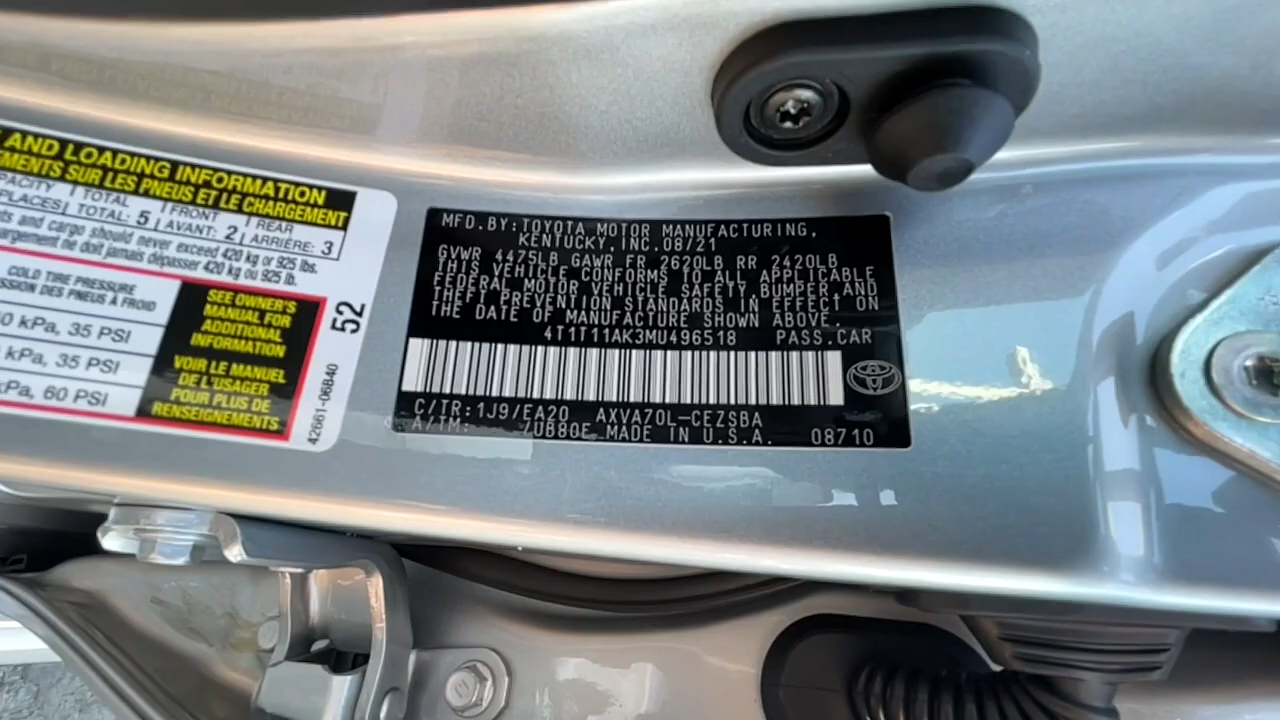 AND LOADING INFORMATION
EMENTS SUR LES PNEUS ET LE CHARGEMENT
PACITY TOTAL FRONT REAR
PLACES TOTAL: 5 AVANT: 2 ARRIÈRE: 3
nts and cargo should never exceed 420 kg or 925 lbs.
argement ne doit jamais dépasser 420 kg ou 925 lb.
COLD TIRE PRESSURE
SSION DES PNEUS À FROID
0 kPa, 35 PSI
kPa, 35 PSI
kPa, 60 PSI
SEE OWNER'S
MANUAL FOR
ADDITIONAL
INFORMATION
VOIR LE MANUEL
DE L'USAGER
POUR PLUS DE
RENSEIGNEMENTS
52
42661-06B40
MFD.BY:TOYOTA MOTOR MANUFACTURING,
KENTUCKY,INC.08/21
GVWR 4475LB GAWR FR 2620LB RR 2420LB
THIS VEHICLE CONFORMS TO ALL APPLICABLE
FEDERAL MOTOR VEHICLE SAFETY,BUMPER,AND
THEFT PREVENTION STANDARDS IN EFFECT ON
THE DATE OF MANUFACTURE SHOWN ABOVE.
4T1T11AK3MU496518 PASS.CAR
C/TR:1J9/EA20 AXVA70L-CEZSBA
A/TM: /UB80E MADE IN U.S.A. 08710